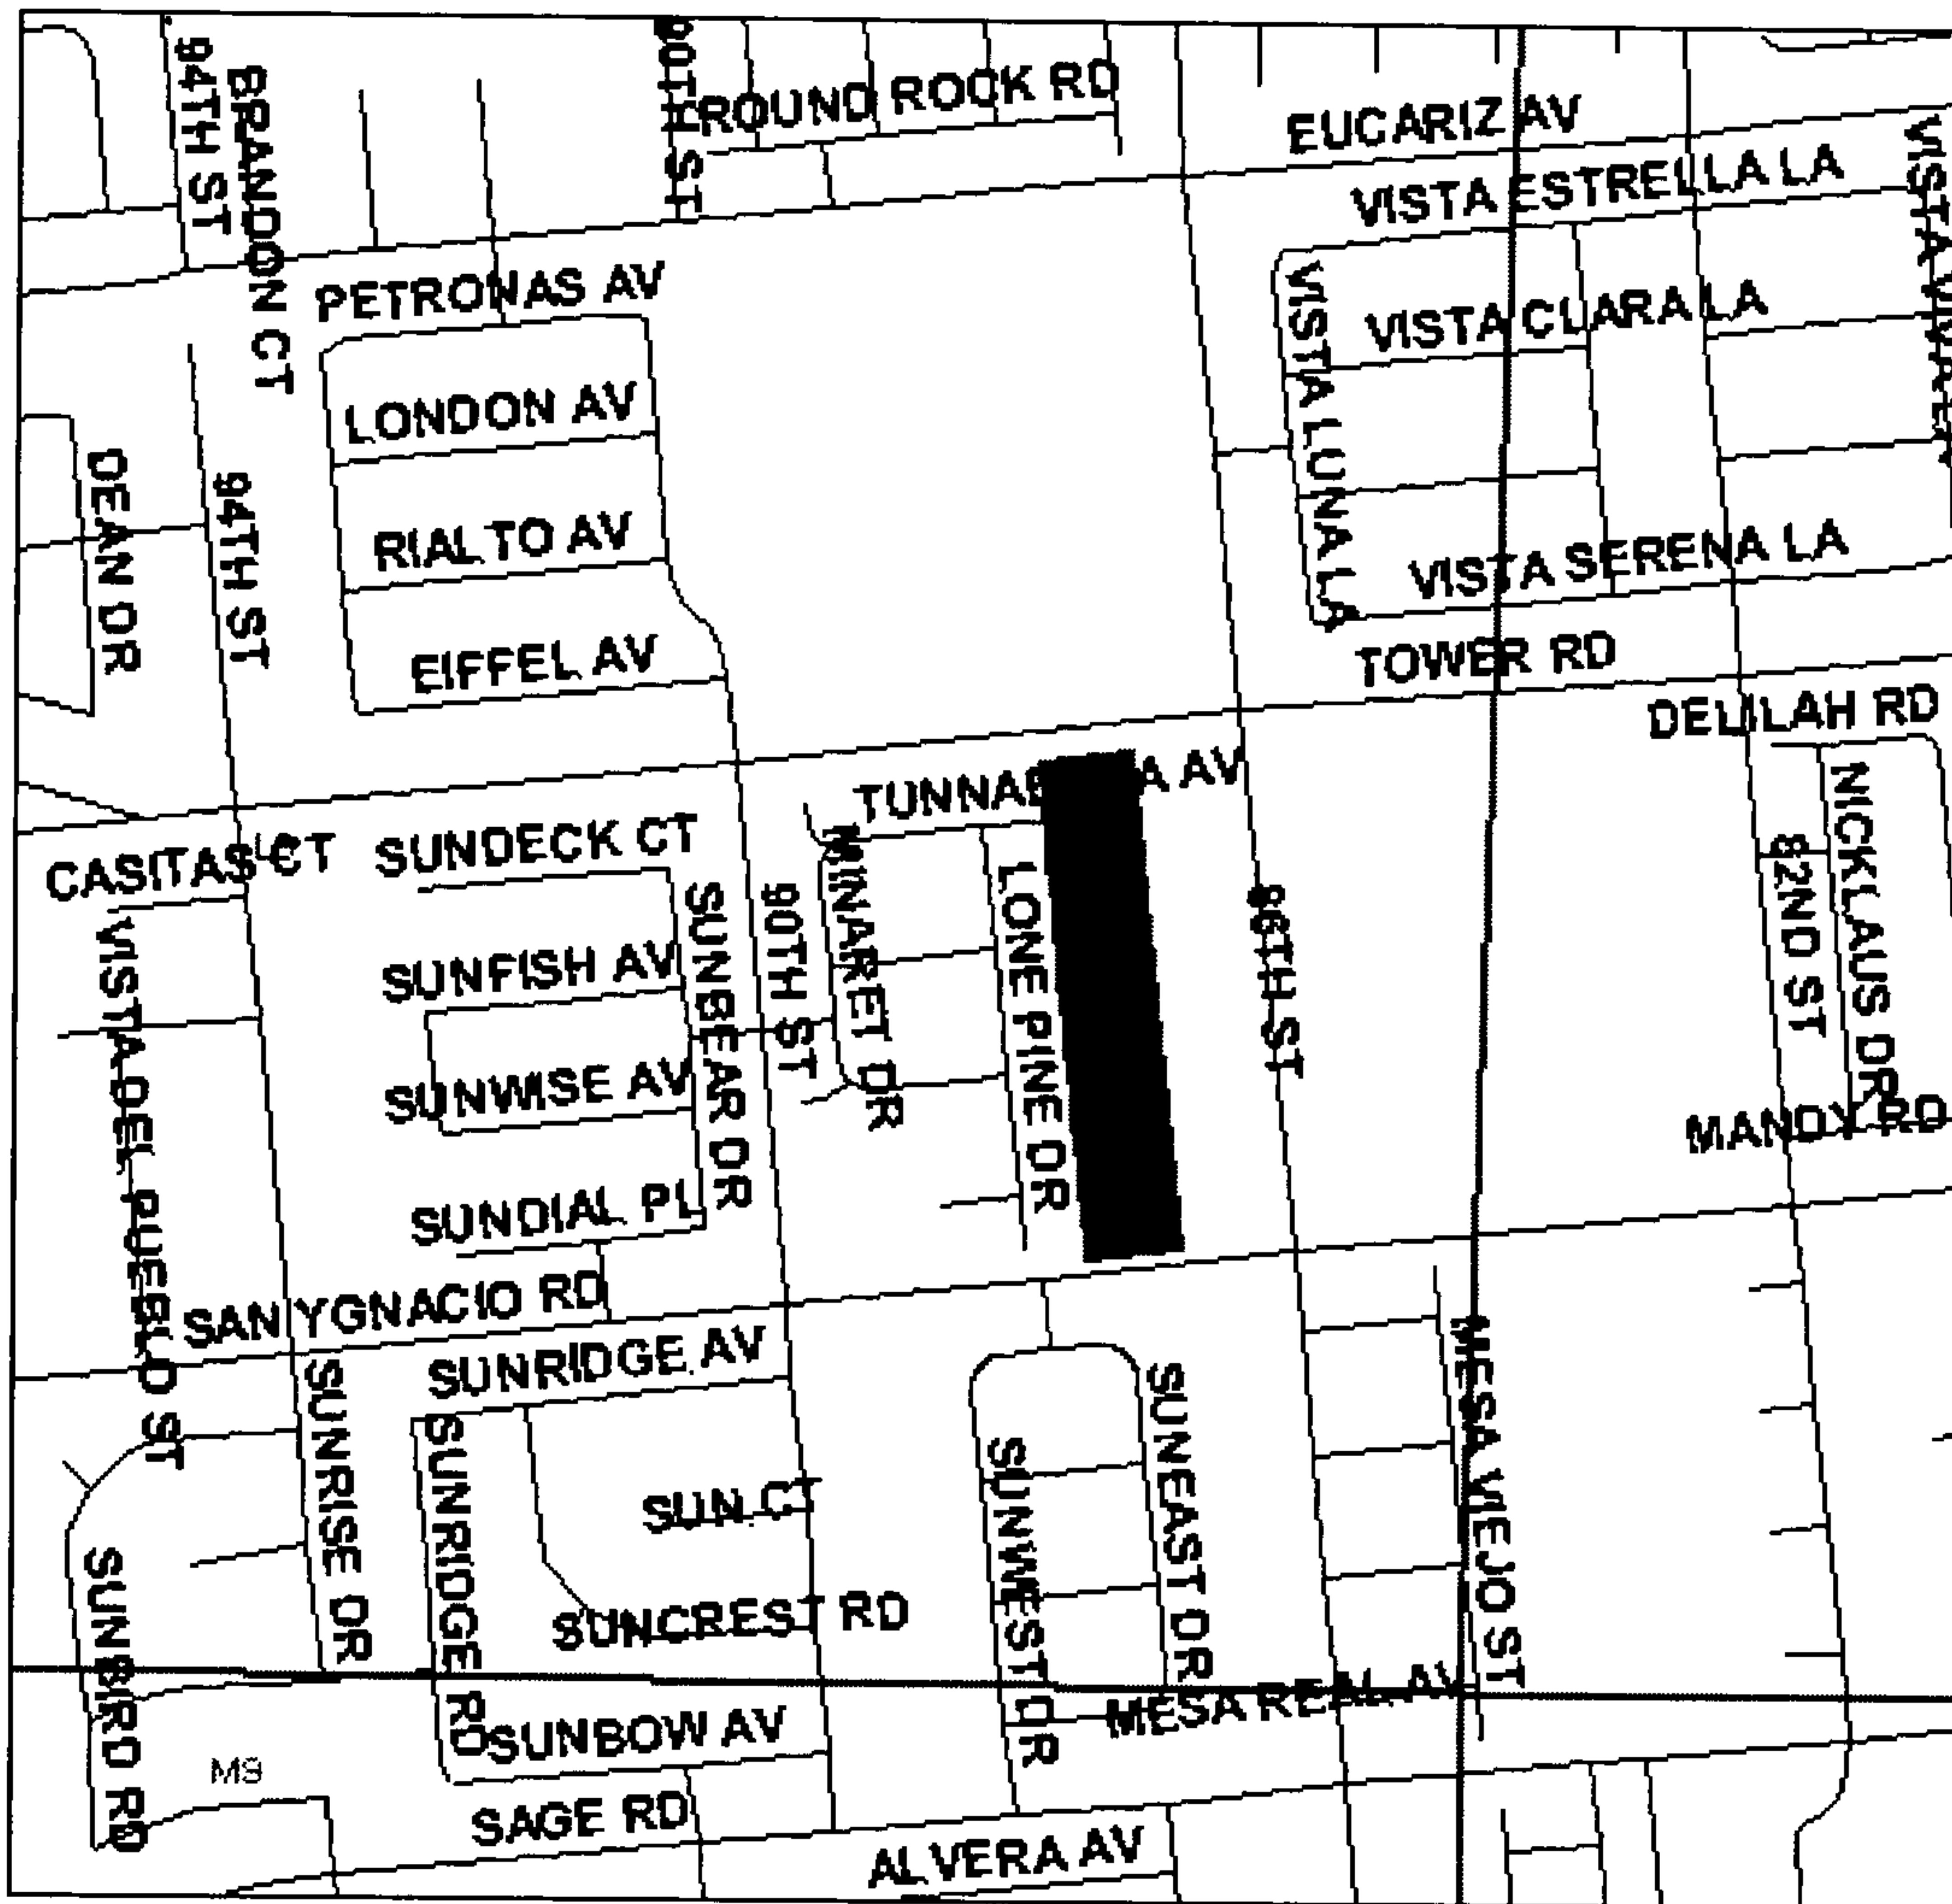 94TH ST
BRANDON CT
90TH ST
ROUND ROCK RD
EUCARIZ AV
VISTA ESTRELLA LA
PETRONAS AV
VISTA CLARA LA
VISTA LUNA LA
LONDON AV
DEAN DR
94TH ST
RIALTO AV
VISTA SERENA LA
EIFFEL AV
TOWER RD
DELILAH RD
AV
CASITAS CT
SUNDECK CT
NICKLAUS DR
82ND ST
MINARET DR
LONE PINE DR
86TH ST
90TH ST
SUNBEAR DR
SUNFISH AV
VISTA DEL PUEBLO ST
SUNWISE AV
MANDY RD
SUNDIAL PL
SAN YGNACIO RD
SUNRIDGE AV
SUNRISE DR
SUNRIDGE RD
SUN CT
SUNWEST DR
SUNEAST DR
MESA VIEJO ST
SUNBIRD RD
SUNCREST RD
MESA REAL AV
SUNBOW AV
M9
SAGE RD
ALVERA AV